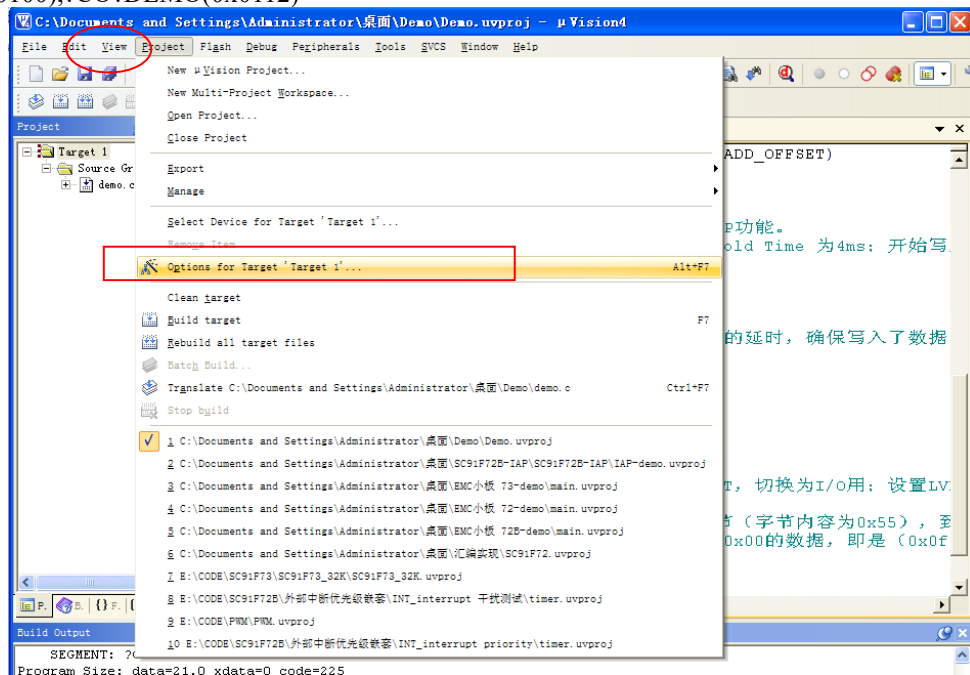 C:\Documents and Settings\Administrator\桌面\Demo\Demo.uvproj - μVision4
File Edit View Project Flash Debug Peripherals Tools SVCS Window Help
New μVision Project...
New Multi-Project Workspace...
Open Project...
Close Project
Project
Target 1
ADD_OFFSET)
Source Gr
Export
demo.c
Manage
Select Device for Target 'Target 1'...
P功能。
Remove Item
old Time 为4ms; 开始写
Options for Target 'Target 1'... Alt+F7
Clean target
Build target F7
的延时, 确保写入了数据
Rebuild all target files
Batch Build...
Translate C:\Documents and Settings\Administrator\桌面\Demo\demo.c Ctrl+F7
Stop build
1 C:\Documents and Settings\Administrator\桌面\Demo\Demo.uvproj
2 C:\Documents and Settings\Administrator\桌面\SC91F72B-IAP\SC91F72B-IAP\IAP-demo.uvproj
3 C:\Documents and Settings\Administrator\桌面\EMC小板 73-demo\main.uvproj
T, 切换为I/O用; 设置LV
4 C:\Documents and Settings\Administrator\桌面\EMC小板 72-demo\main.uvproj
5 C:\Documents and Settings\Administrator\桌面\EMC小板 72B-demo\main.uvproj
节 (字节内容为0x55) , 至
0x00的数据, 即是 (0x0f
6 C:\Documents and Settings\Administrator\桌面\汇编实现\SC91F72.uvproj
7 E:\CODE\SC91F73\SC91F73_32K\SC91F73_32K.uvproj
8 E:\CODE\SC91F72B\外部中断优先级嵌套\INT_interrupt 干扰测试\timer.uvproj
P. B. {} F.
9 E:\CODE\PWM\PWM.uvproj
10 E:\CODE\SC91F72B\外部中断优先级嵌套\INT_interrupt priority\timer.uvproj
Build Output
SEGMENT:
Program Size: data=21.0 xdata=0 code=225